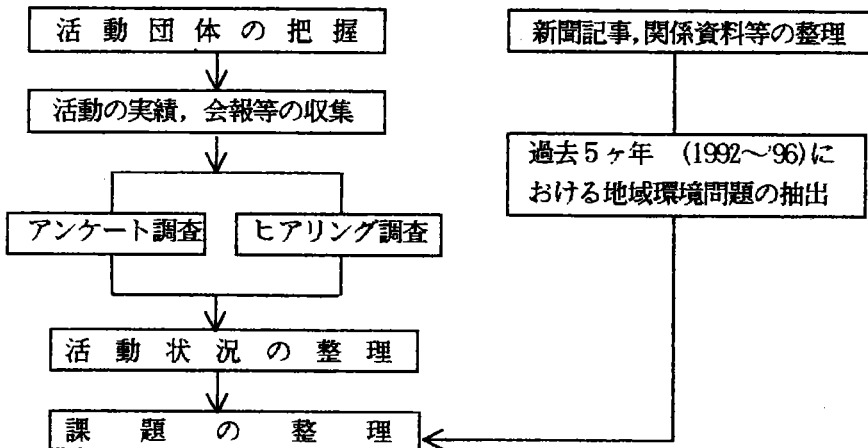 活動団体の把握
新聞記事,関係資料等の整理
活動の実績，会報等の収集
過去5ヶ年　(1992～'96)に
おける地域環境問題の抽出
アンケート調査
ヒアリング調査
活動状況の整理
課題の整理